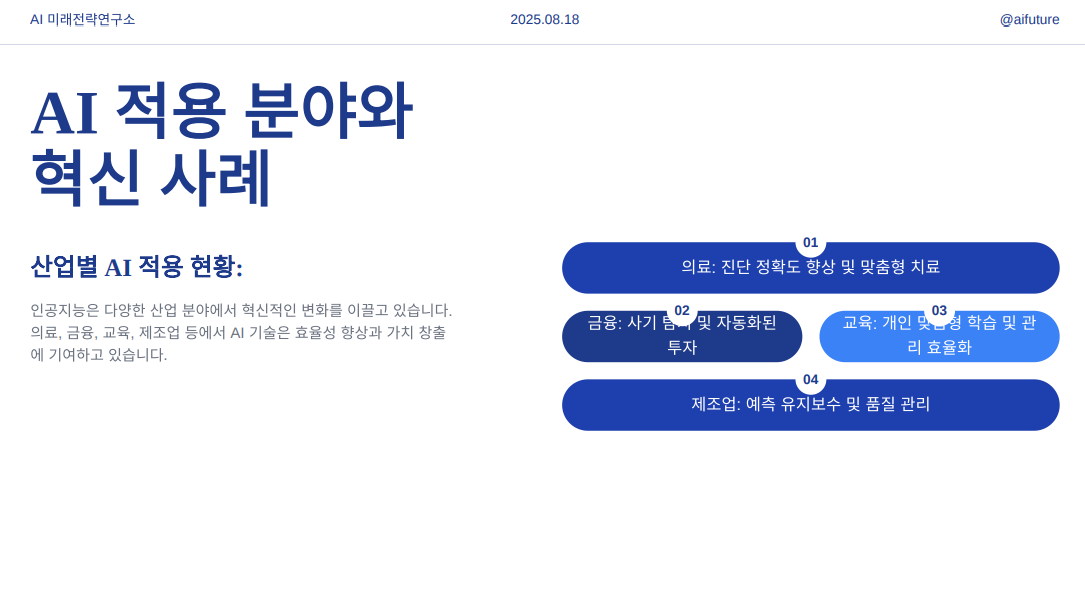 AI 미래전략연구소
2025.08.18
@aifuture
AI 적용 분야와
혁신 사례
산업별 AI 적용 현황:
인공지능은 다양한 산업 분야에서 혁신적인 변화를 이끌고 있습니다.
의료, 금융, 교육, 제조업 등에서 AI 기술은 효율성 향상과 가치 창출
에 기여하고 있습니다.
01
의료: 진단 정확도 향상 및 맞춤형 치료
02
금융: 사기 탐지 및 자동화된
투자
03
교육: 개인 맞춤형 학습 및 관
리 효율화
04
제조업: 예측 유지보수 및 품질 관리